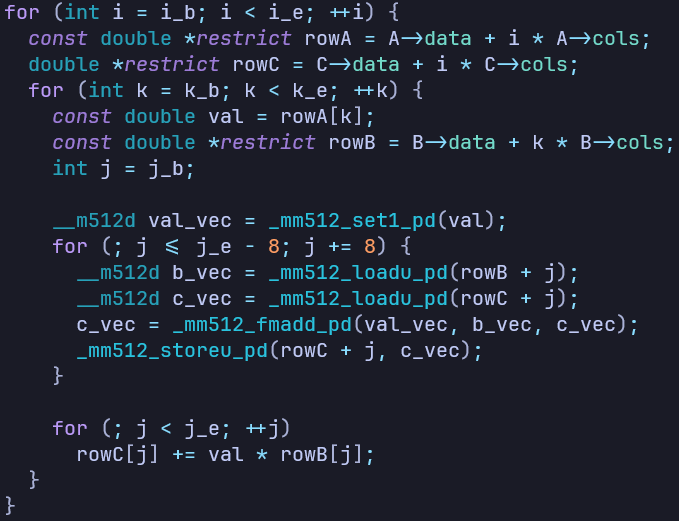 for (int i = i_b; i < i_e; ++i) {
  const double *restrict rowA = A->data + i * A->cols;
  double *restrict rowC = C->data + i * C->cols;
  for (int k = k_b; k < k_e; ++k) {
    const double val = rowA[k];
    const double *restrict rowB = B->data + k * B->cols;
    int j = j_b;

    __m512d val_vec = _mm512_set1_pd(val);
    for (; j <= j_e - 8; j += 8) {
      __m512d b_vec = _mm512_loadu_pd(rowB + j);
      __m512d c_vec = _mm512_loadu_pd(rowC + j);
      c_vec = _mm512_fmadd_pd(val_vec, b_vec, c_vec);
      _mm512_storeu_pd(rowC + j, c_vec);
    }

    for (; j < j_e; ++j)
      rowC[j] += val * rowB[j];
  }
}